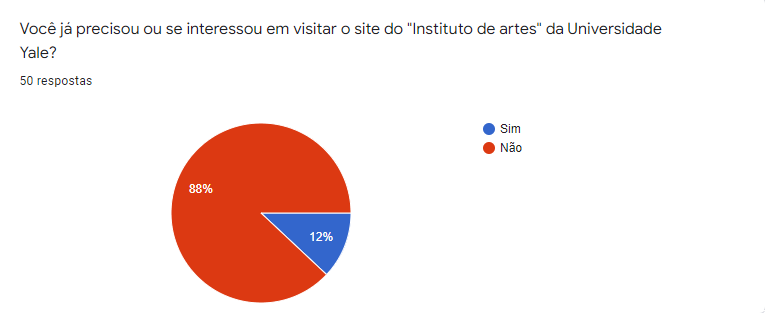 Você já precisou ou se interessou em visitar o site do "Instituto de artes" da Universidade
Yale?
50 respostas
Sim
Não
88%
12%